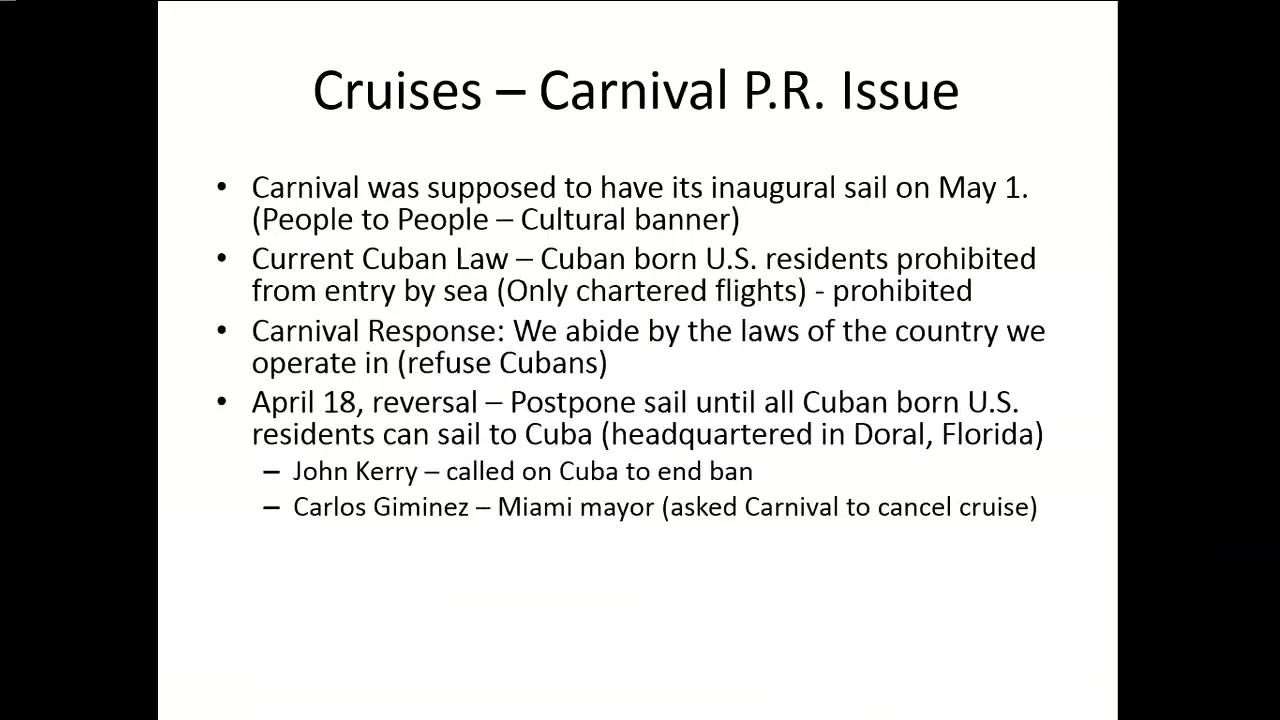 Cruises – Carnival P.R. Issue
• Carnival was supposed to have its inaugural sail on May 1.
(People to People – Cultural banner)
• Current Cuban Law – Cuban born U.S. residents prohibited
from entry by sea (Only chartered flights) - prohibited
• Carnival Response: We abide by the laws of the country we
operate in (refuse Cubans)
• April 18, reversal – Postpone sail until all Cuban born U.S.
residents can sail to Cuba (headquartered in Doral, Florida)
– John Kerry – called on Cuba to end ban
– Carlos Giminez – Miami mayor (asked Carnival to cancel cruise)